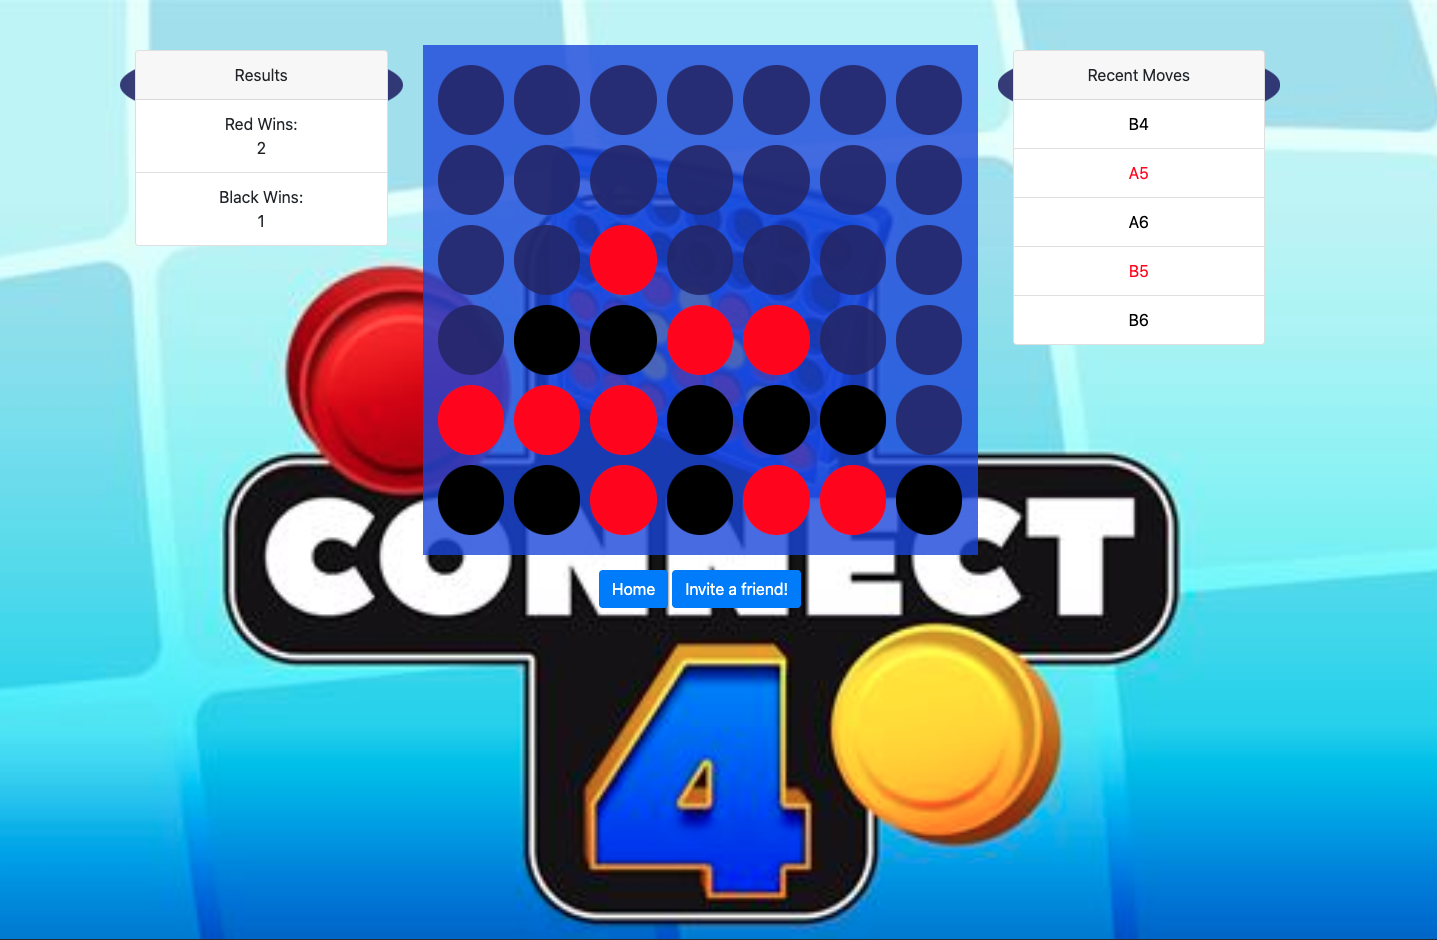 Results
Red Wins:
2
Black Wins:
1
Recent Moves
B4
A5
A6
B5
B6
Home
Invite a friend!
CONNECT
4